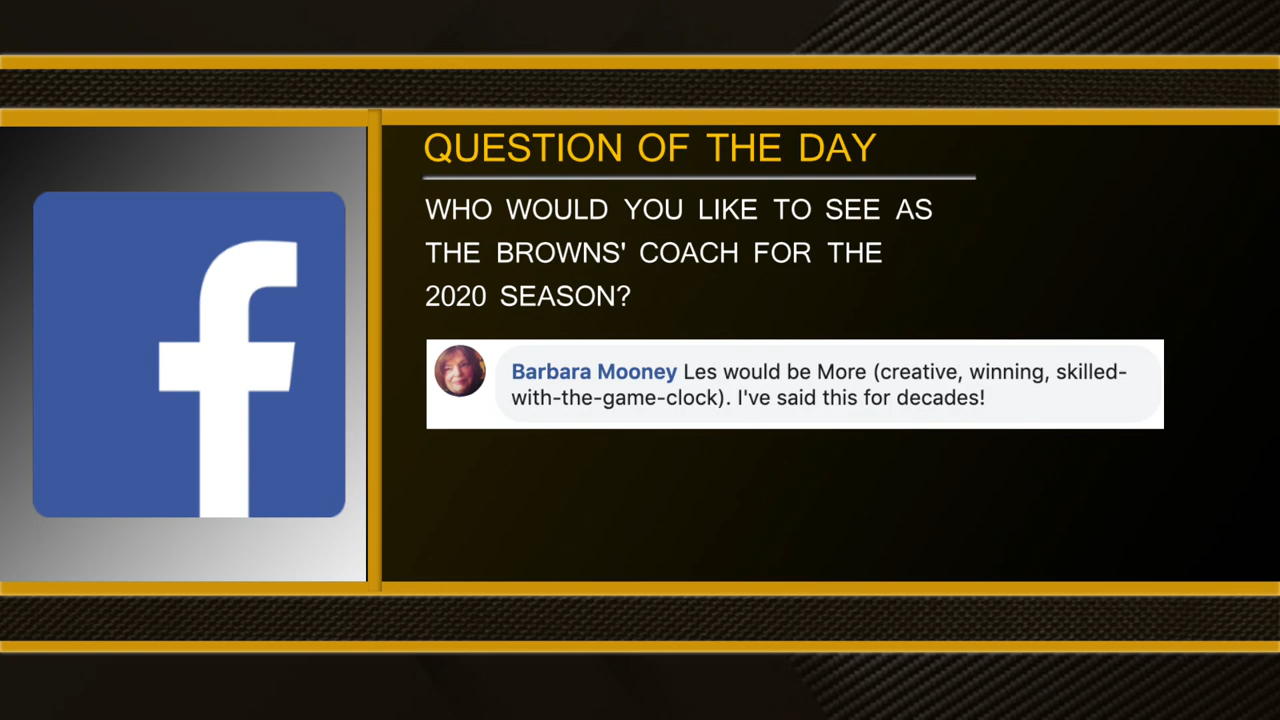 QUESTION OF THE DAY
WHO WOULD YOU LIKE TO SEE AS
THE BROWNS' COACH FOR THE
2020 SEASON?
Barbara Mooney Les would be More (creative, winning, skilled-
with-the-game-clock). I've said this for decades!